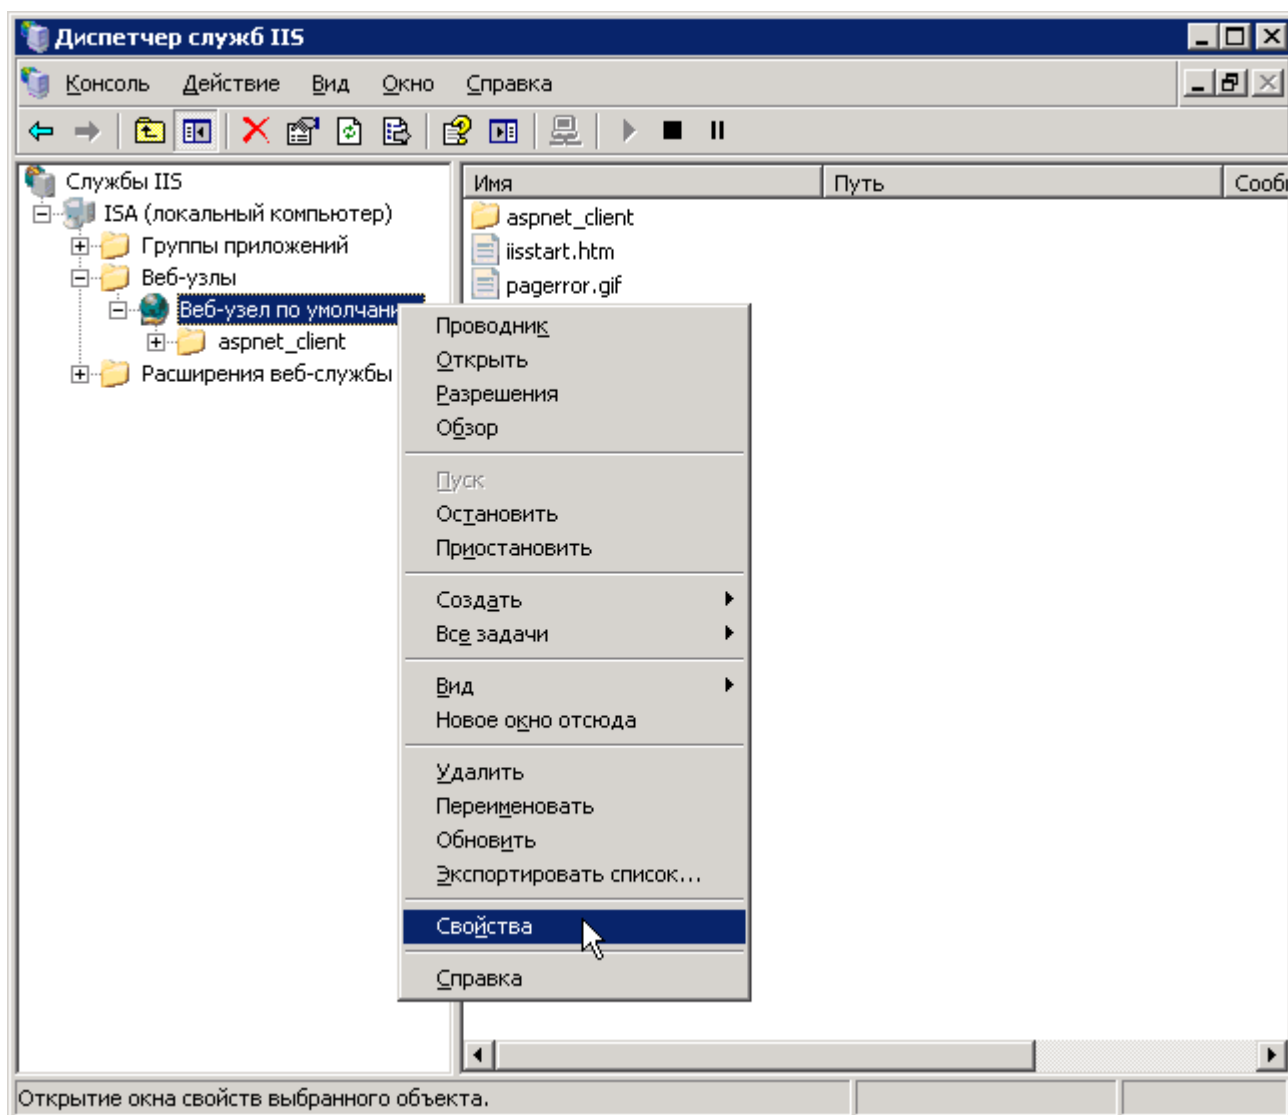 Диспетчер служб IIS
Консоль Действие Вид Окно Справка
Службы IIS
ISA (локальный компьютер)
Группы приложений
Веб-узлы
Веб-узел по умолчани
aspnet_client
Расширения веб-службы
Имя Путь Сооб
aspnet_client
iisstart.htm
pagerror.gif
Проводник
Открыть
Разрешения
Обзор
Пуск
Остановить
Приостановить
Создать
Все задачи
Вид
Новое окно отсюда
Удалить
Переименовать
Обновить
Экспортировать список...
Свойства
Справка
Открытие окна свойств выбранного объекта.